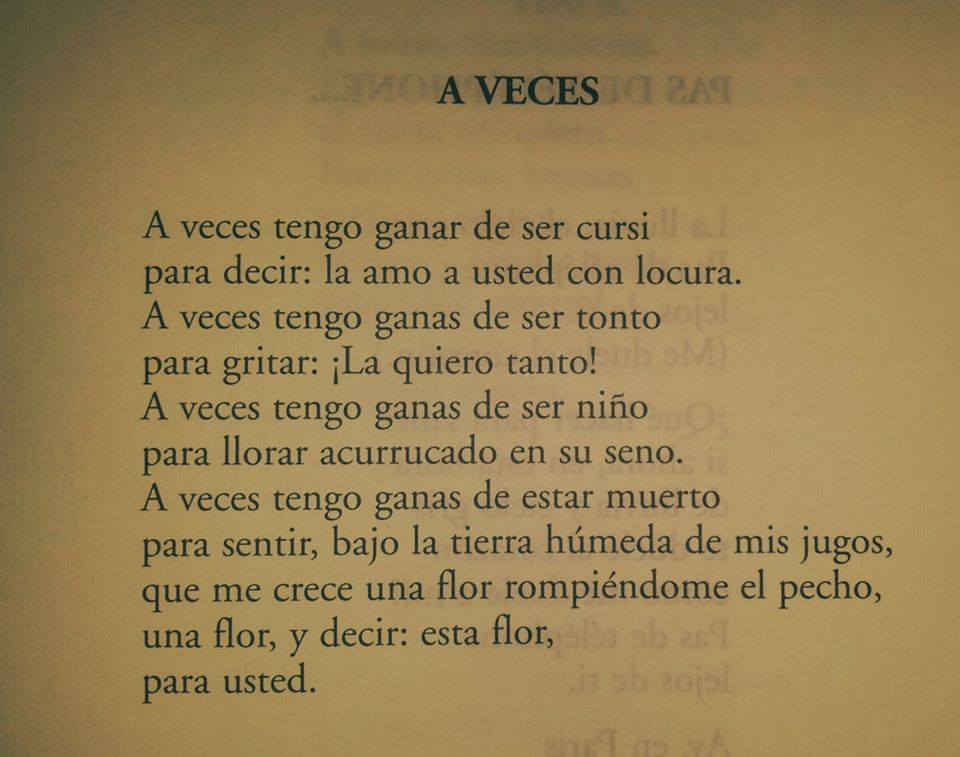 A VECES
A veces tengo ganar de ser cursi
para decir: la amo a usted con locura.
A veces tengo ganas de ser tonto
para gritar: ¡La quiero tanto!
A veces tengo ganas de ser niño
para llorar acurrucado en su seno.
A veces tengo ganas de estar muerto
para sentir, bajo la tierra húmeda de mis jugos,
que me crece una flor rompiéndome el pecho,
una flor, y decir: esta flor,
para usted.